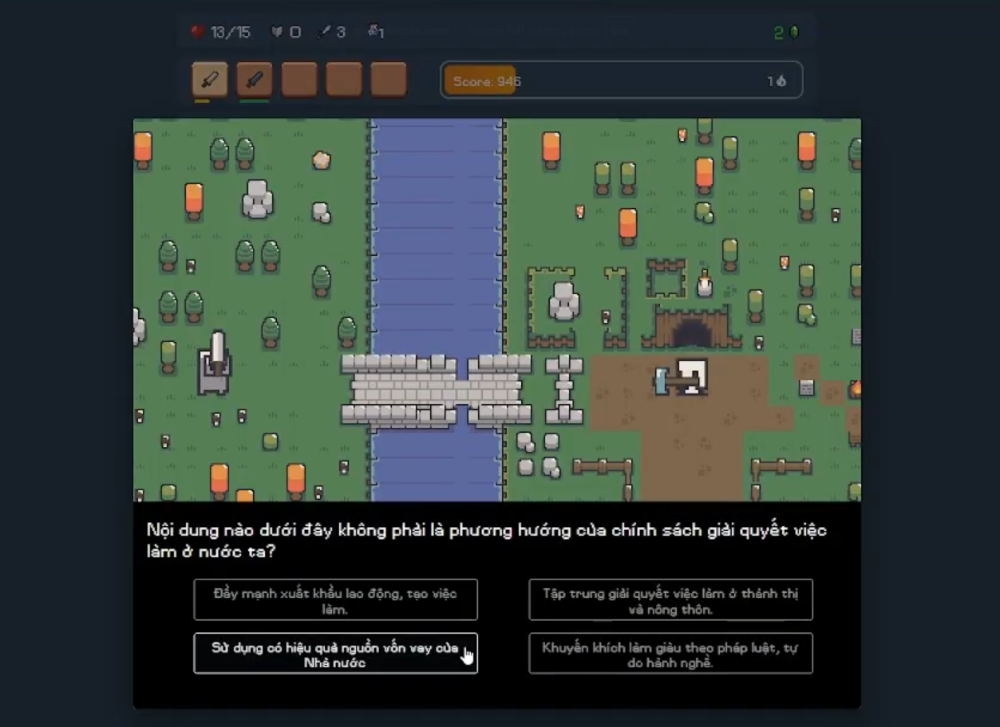 13/15 0 3 1 2
Score: 946 1
Nội dung nào dưới đây không phải là phương hướng của chính sách giải quyết việc
làm ở nước ta?
Đẩy mạnh xuất khẩu lao động, tạo việc
làm.
Tập trung giải quyết việc làm ở thành thị
và nông thôn.
Sử dụng có hiệu quả nguồn vốn vay của
Nhà nước
Khuyến khích làm giàu theo pháp luật, tự
do hành nghề.